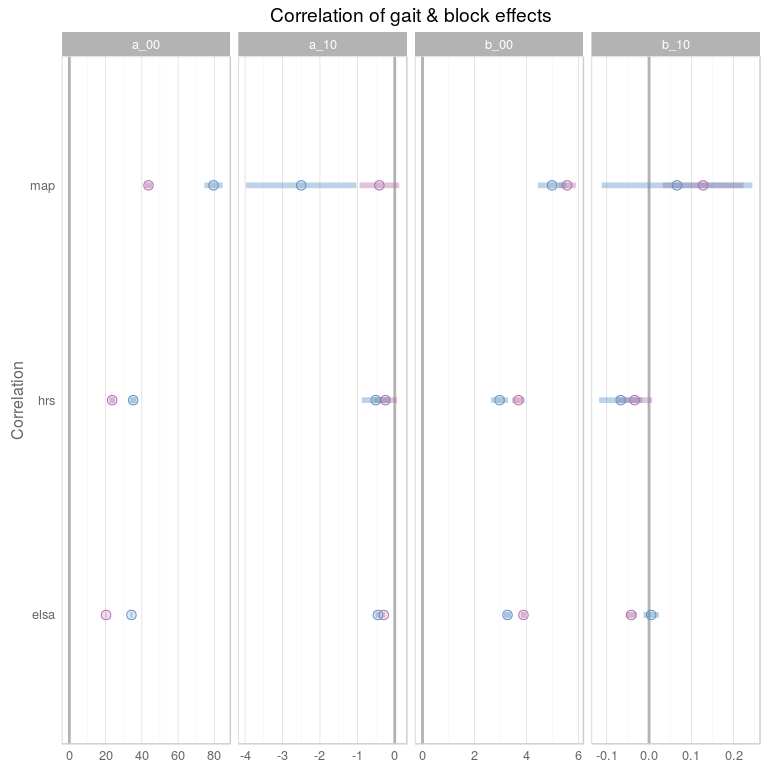 Correlation of gait & block effects
a_00 a_10 b_00 b_10
map
hrs
elsa
Correlation
0 20 40 60 80 -4 -3 -2 -1 0 0 2 4 6 -0.1 0.0 0.1 0.2